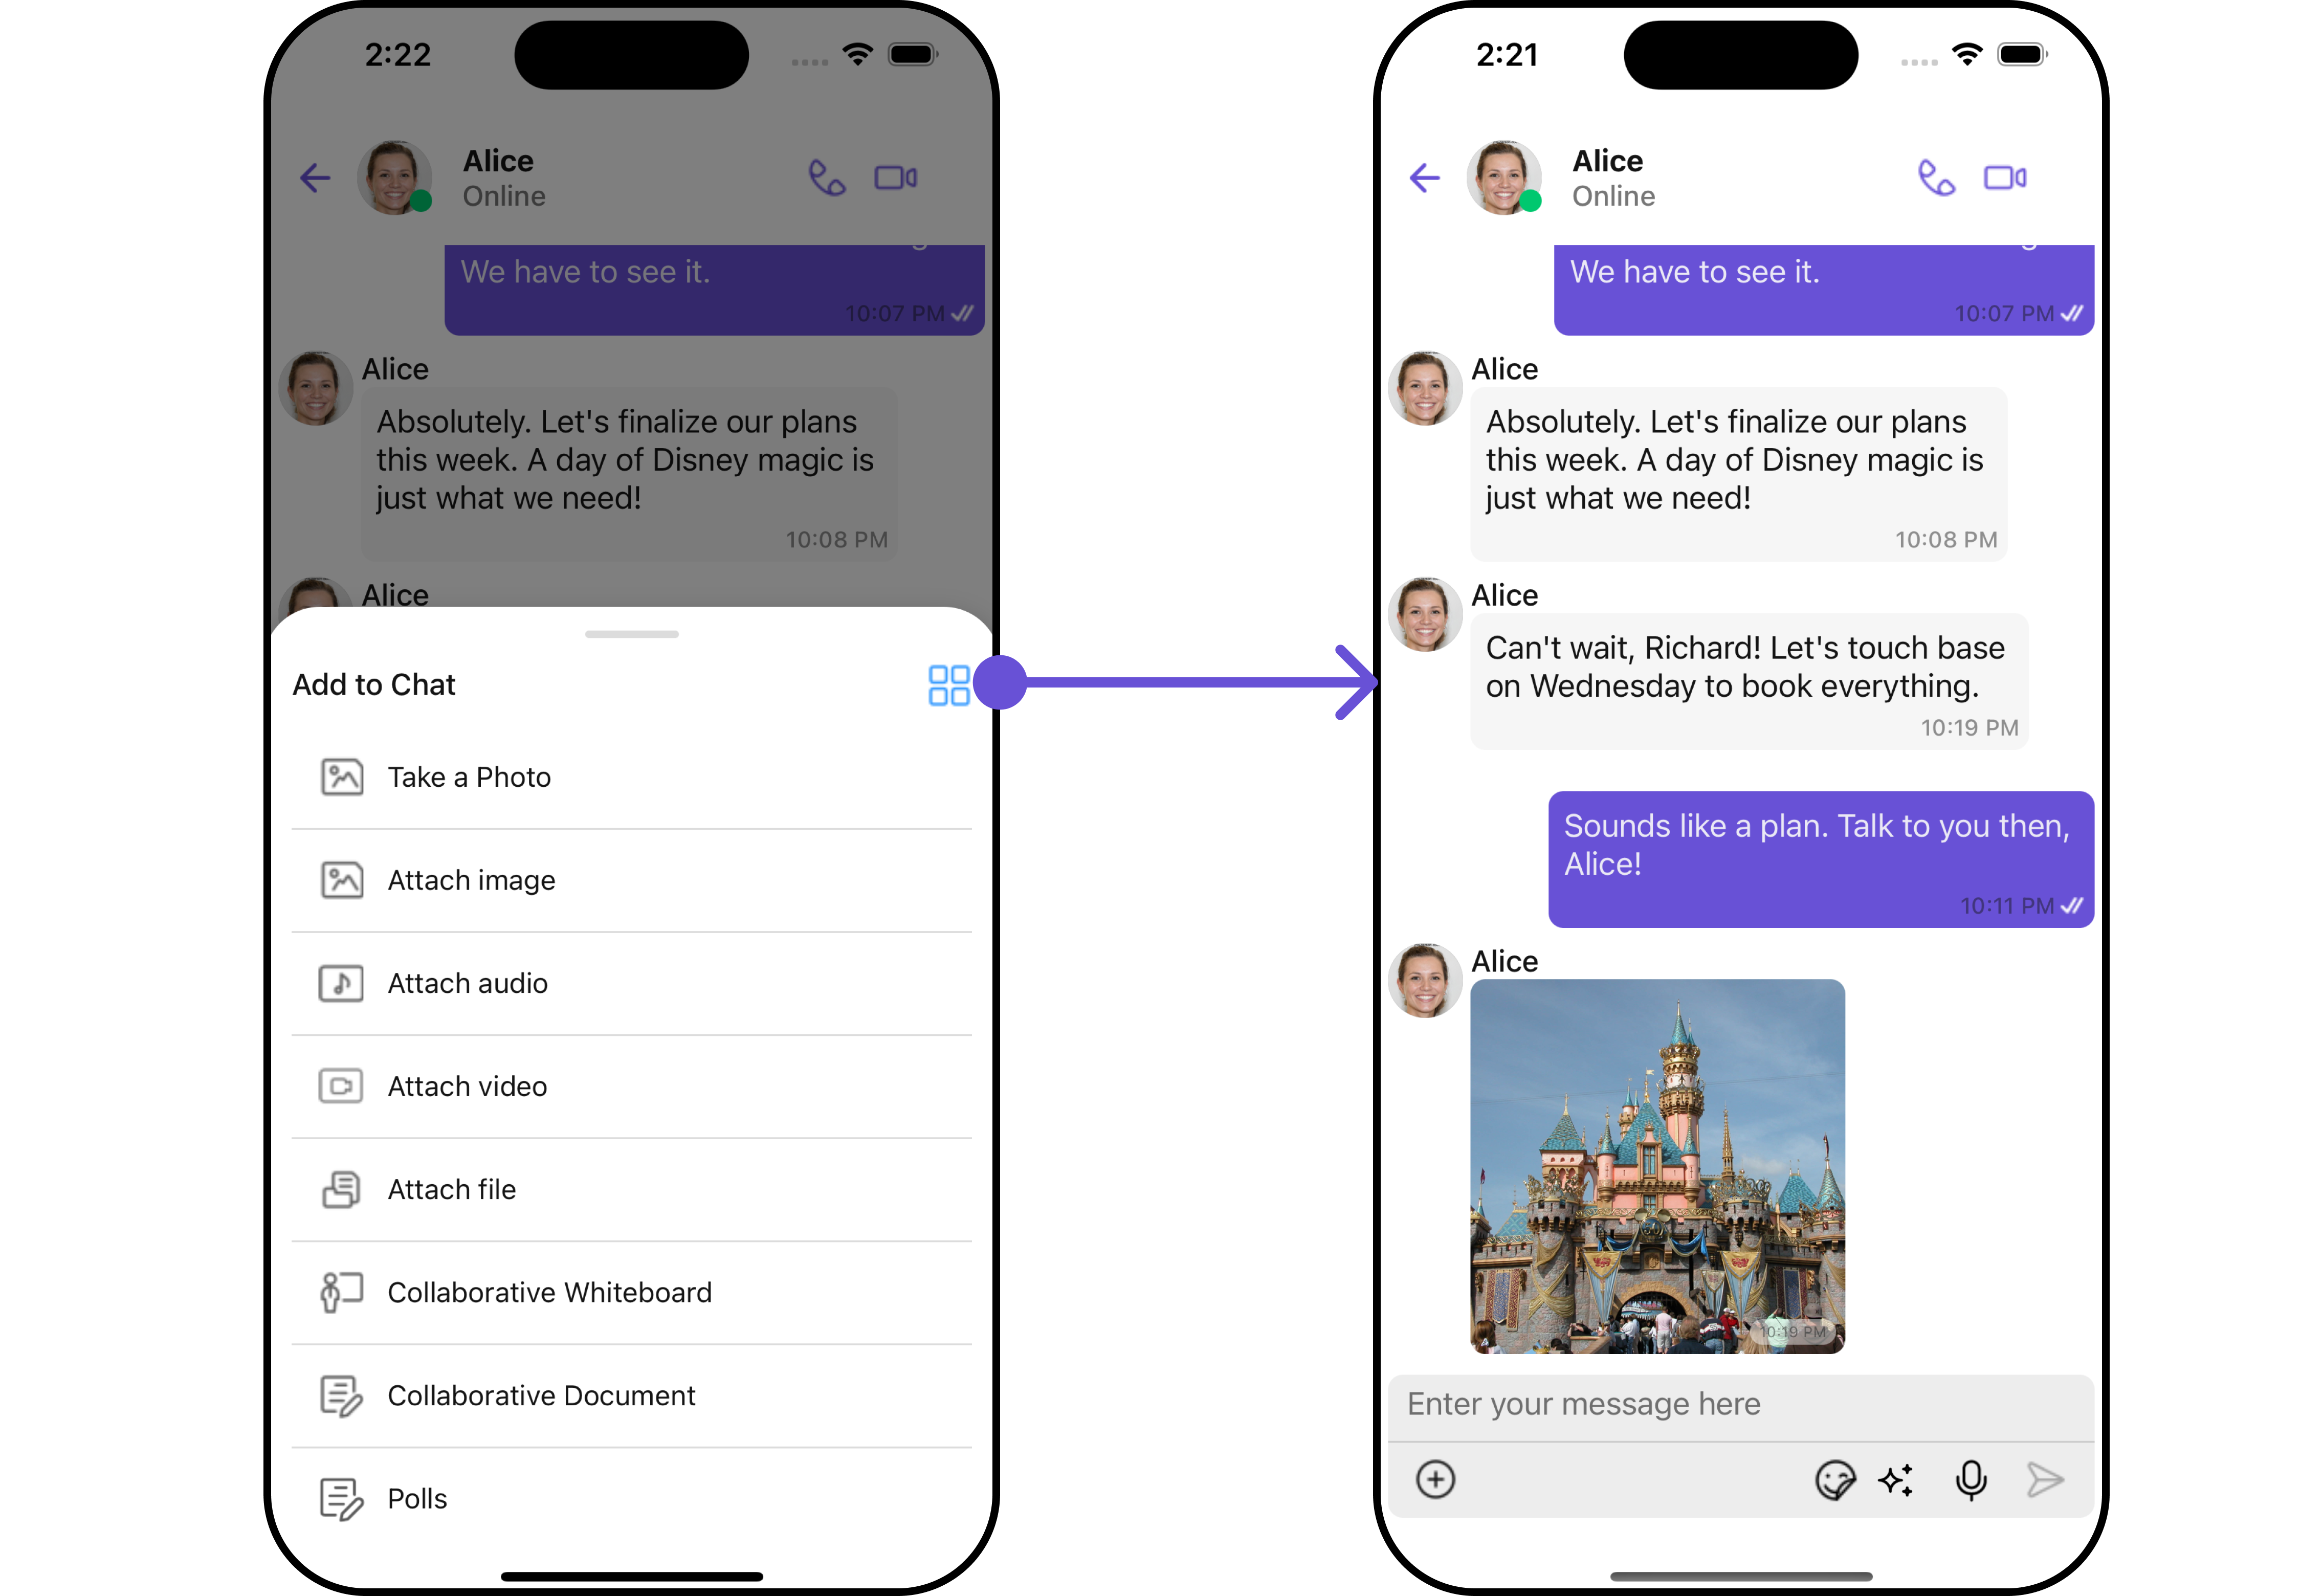 2:22
Alice
Online
We have to see it.
10:07 PM
Alice
Absolutely. Let's finalize our plans
this week. A day of Disney magic is
just what we need!
10:08 PM
Alice
Add to Chat
Take a Photo
Attach image
Attach audio
Attach video
Attach file
Collaborative Whiteboard
Collaborative Document
Polls
2:21
Alice
Online
We have to see it.
10:07 PM
Alice
Absolutely. Let's finalize our plans
this week. A day of Disney magic is
just what we need!
10:08 PM
Alice
Can't wait, Richard! Let's touch base
on Wednesday to book everything.
10:19 PM
Sounds like a plan. Talk to you then,
Alice!
10:11 PM
Alice
10:19 PM
Enter your message here